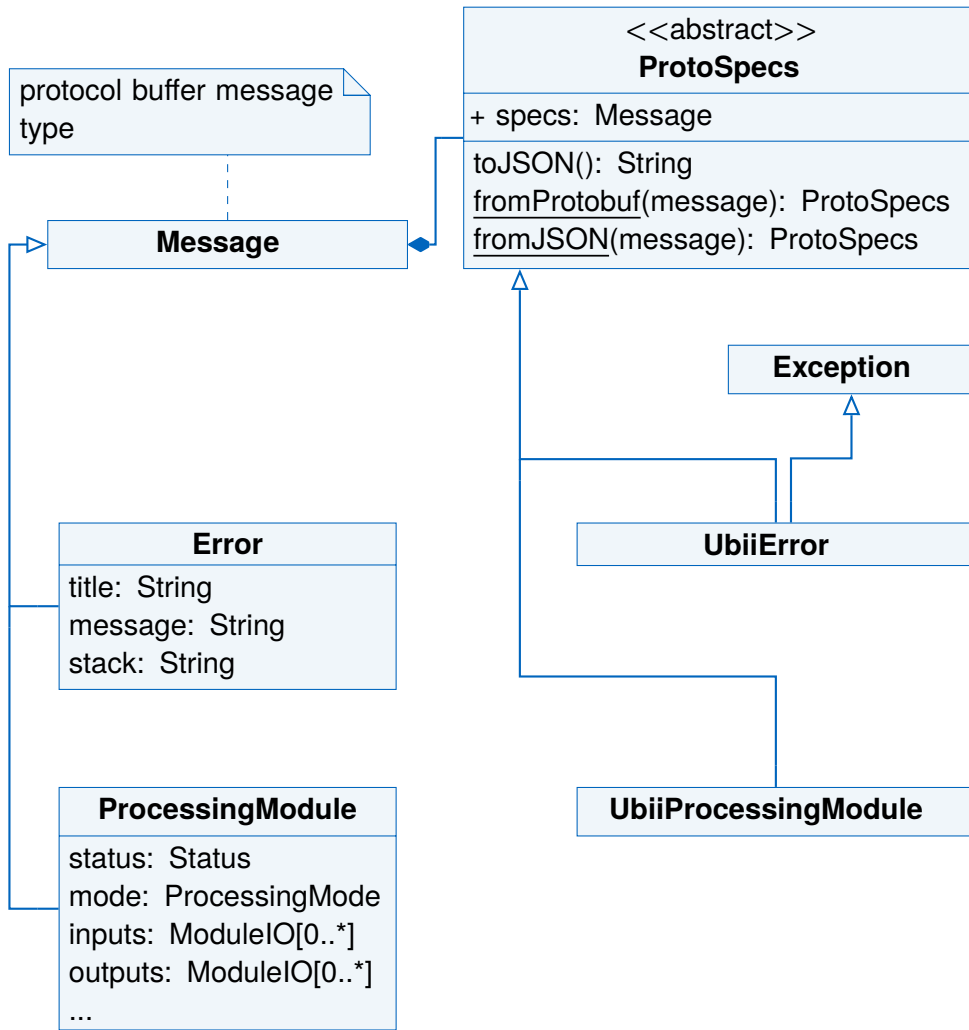 <<abstract>>
ProtoSpecs
+ specs: Message
toJSON(): String
fromProtobuf(message): ProtoSpecs
fromJSON(message): ProtoSpecs
protocol buffer message
type
Message
Exception
Error
title: String
message: String
stack: String
UbiiError
ProcessingModule
status: Status
mode: ProcessingMode
inputs: ModuleIO[0..*]
outputs: ModuleIO[0..*]
...
UbiiProcessingModule